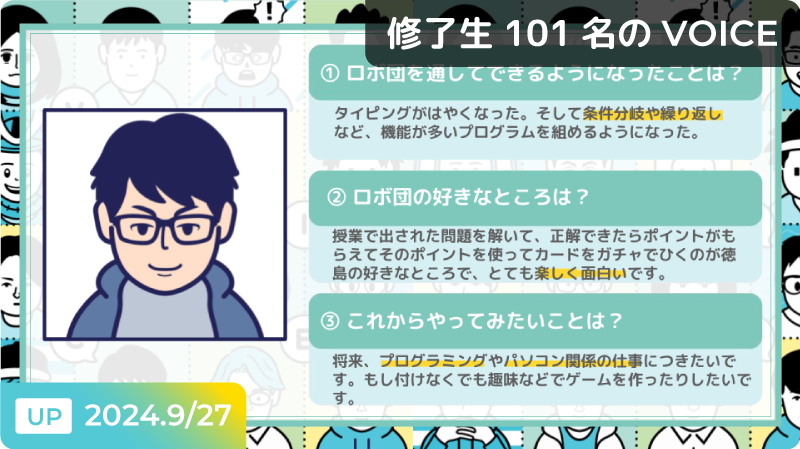 修了生 101 名の VOICE
① ロボ団を通してできるようになったことは？
タイピングがはやくなった。そして条件分岐や繰り返し
など、機能が多いプログラムを組めるようになった。
② ロボ団の好きなところは？
授業で出された問題を解いて、正解できたらポイントがも
らえてそのポイントを使ってカードをガチャでひくのが徳
島の好きなところで、とても楽しく面白いです。
③ これからやってみたいことは？
将来、プログラミングやパソコン関係の仕事につきたいで
す。もし付けなくでも趣味などでゲームを作ったりしたいで
す。
UP 2024.9/27